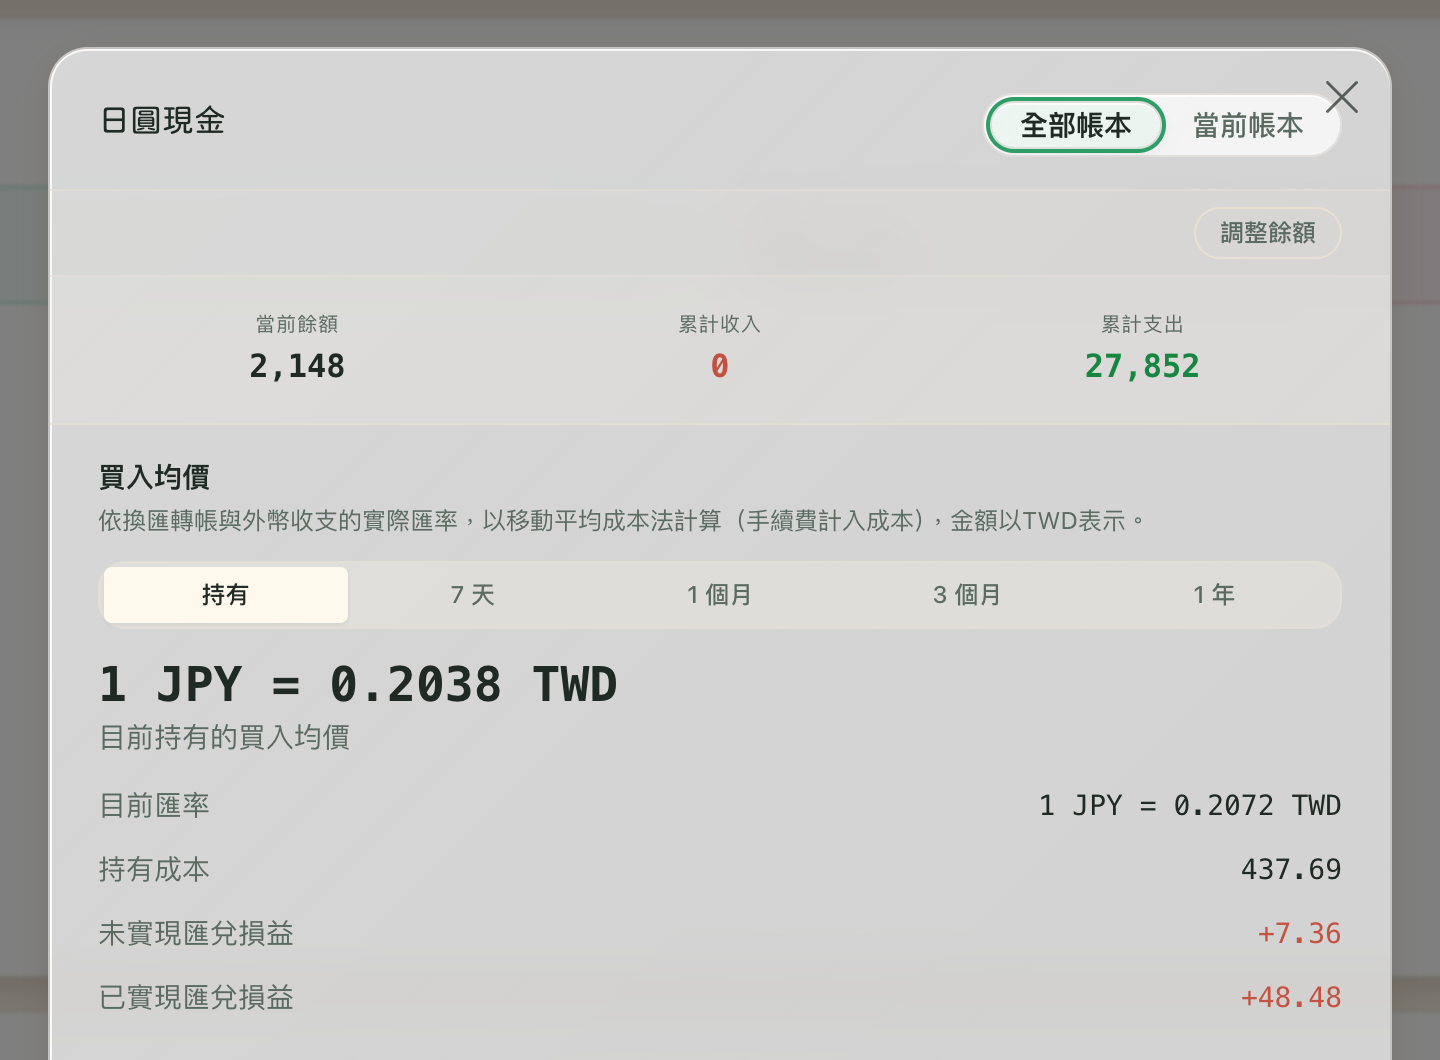 日圓現金
全部帳本 當前帳本
調整餘額
當前餘額 累計收入 累計支出
2,148 0 27,852
買入均價
依換匯轉帳與外幣收支的實際匯率，以移動平均成本法計算（手續費計入成本），金額以TWD表示。
持有 7 天 1 個月 3 個月 1 年
1 JPY = 0.2038 TWD
目前持有的買入均價
目前匯率 1 JPY = 0.2072 TWD
持有成本 437.69
未實現匯兌損益 +7.36
已實現匯兌損益 +48.48